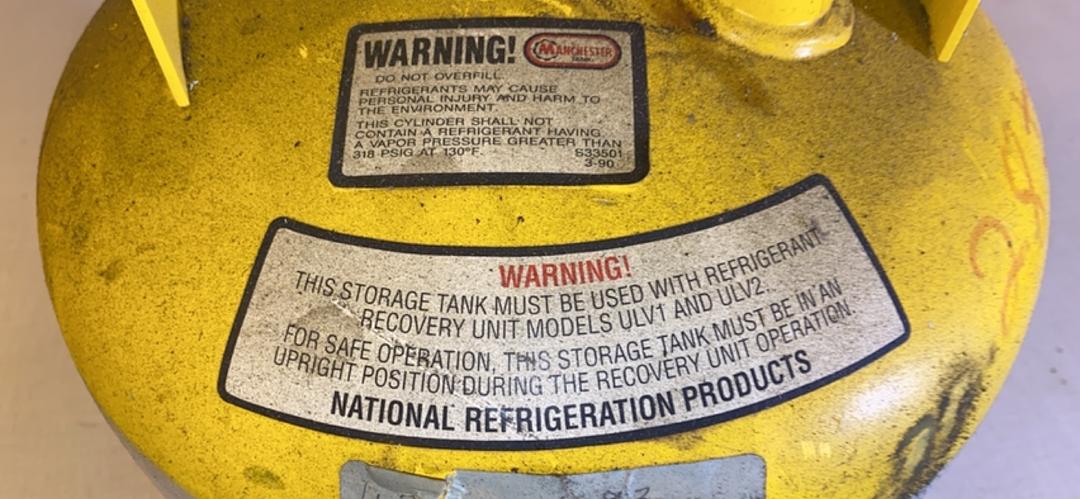 WARNING! MANCHESTER TANK
DO NOT OVERFILL.
REFRIGERANTS MAY CAUSE
PERSONAL INJURY AND HARM TO
THE ENVIRONMENT.
THIS CYLINDER SHALL NOT
CONTAIN A REFRIGERANT HAVING
A VAPOR PRESSURE GREATER THAN
318 PSIG AT 130°F. S33501
3-90
WARNING!
THIS STORAGE TANK MUST BE USED WITH REFRIGERANT
RECOVERY UNIT MODELS ULV1 AND ULV2
FOR SAFE OPERATION, THIS STORAGE TANK MUST BE IN AN
UPRIGHT POSITION DURING THE RECOVERY UNIT OPERATION.
NATIONAL REFRIGERATION PRODUCTS